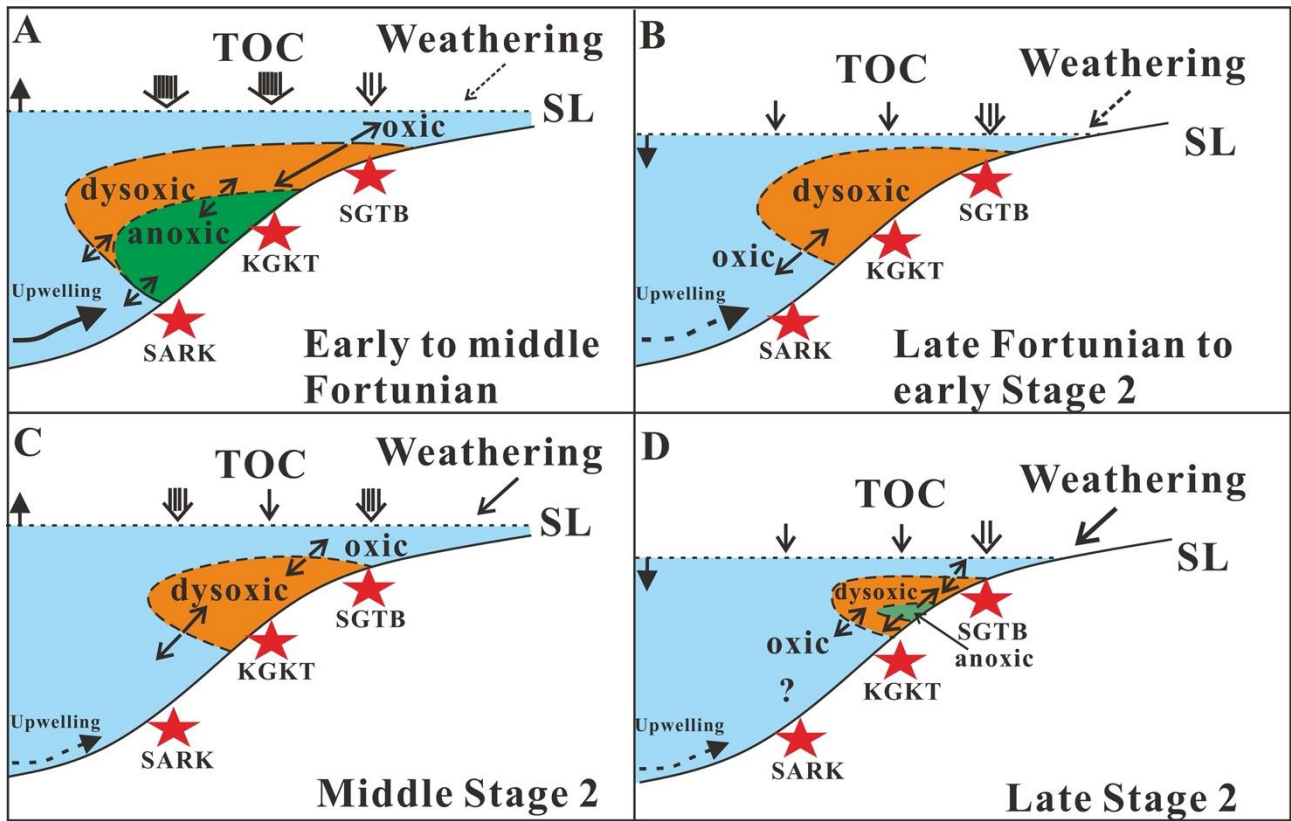 A
TOC
Weathering
SL
oxic
dysoxic
anoxic
SGTB
KGKT
Upwelling
SARK
Early to middle
Fortunian
B
TOC
Weathering
SL
dysoxic
SGTB
oxic
KGKT
Upwelling
SARK
Late Fortunian to
early Stage 2
C
TOC
Weathering
SL
oxic
dysoxic
SGTB
KGKT
Upwelling
SARK
Middle Stage 2
D
TOC
Weathering
SL
dysoxic
SGTB
oxic
anoxic
KGKT
?
Upwelling
SARK
Late Stage 2